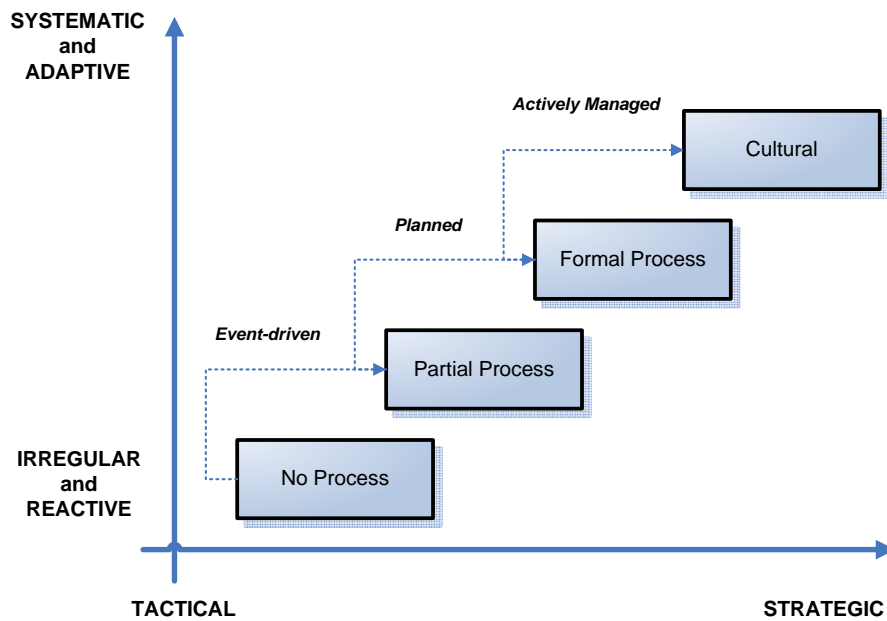 SYSTEMATIC
and
ADAPTIVE
Actively Managed
Cultural
Planned
Formal Process
Event-driven
Partial Process
IRREGULAR
and
REACTIVE
No Process
TACTICAL
STRATEGIC